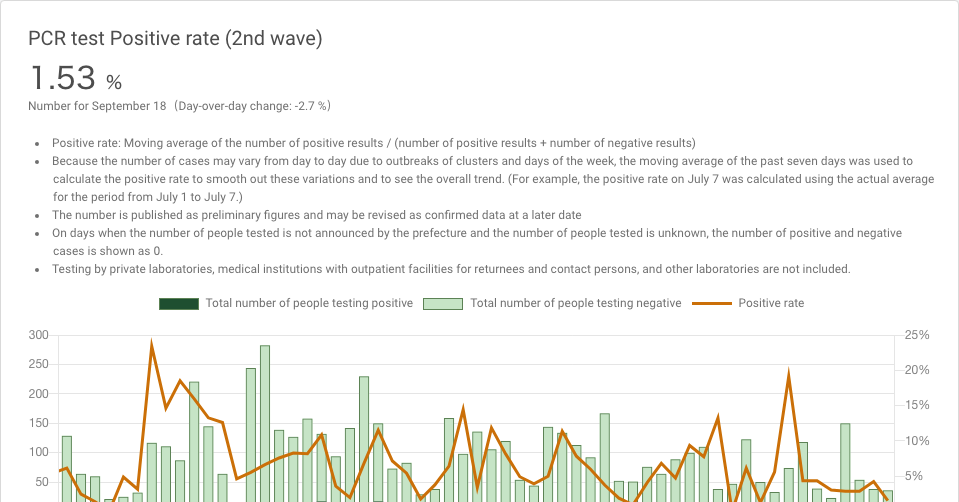 PCR test Positive rate (2nd wave)
1.53 %
Number for September 18（Day-over-day change: -2.7 %）
• Positive rate: Moving average of the number of positive results / (number of positive results + number of negative results)
• Because the number of cases may vary from day to day due to outbreaks of clusters and days of the week, the moving average of the past seven days was used to
calculate the positive rate to smooth out these variations and to see the overall trend. (For example, the positive rate on July 7 was calculated using the actual average
for the period from July 1 to July 7.)
• The number is published as preliminary figures and may be revised as confirmed data at a later date
• On days when the number of people tested is not announced by the prefecture and the number of people tested is unknown, the number of positive and negative
cases is shown as 0.
• Testing by private laboratories, medical institutions with outpatient facilities for returnees and contact persons, and other laboratories are not included.
Total number of people testing positive Total number of people testing negative Positive rate
300 25%
250 20%
200 15%
150 10%
100 5%
50